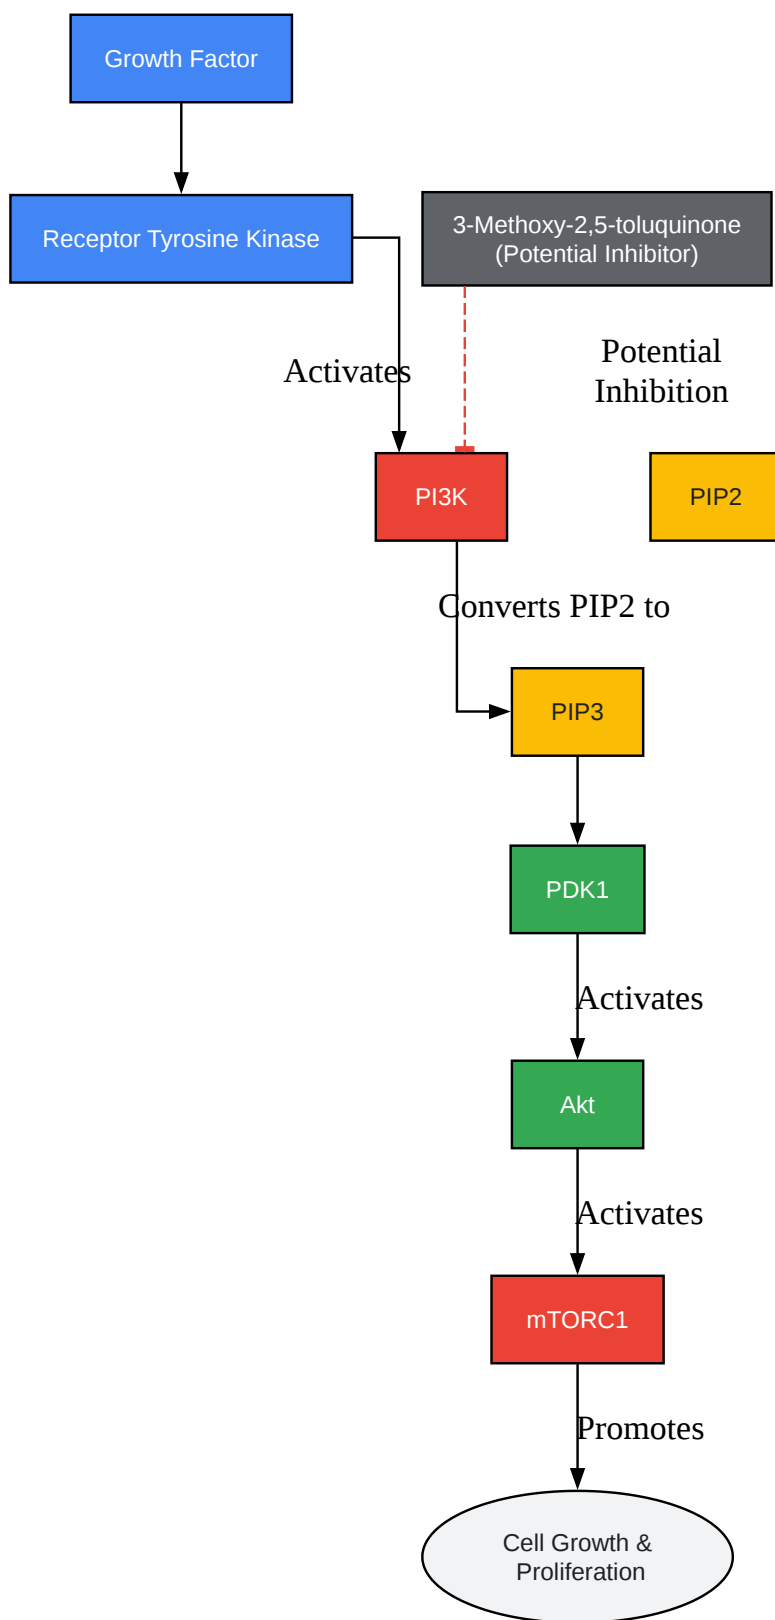 Growth Factor
Receptor Tyrosine Kinase
3-Methoxy-2,5-toluquinone
(Potential Inhibitor)
Activates
Potential
Inhibition
PI3K
PIP2
Converts PIP2 to
PIP3
PDK1
Activates
Akt
Activates
mTORC1
Promotes
Cell Growth &
Proliferation